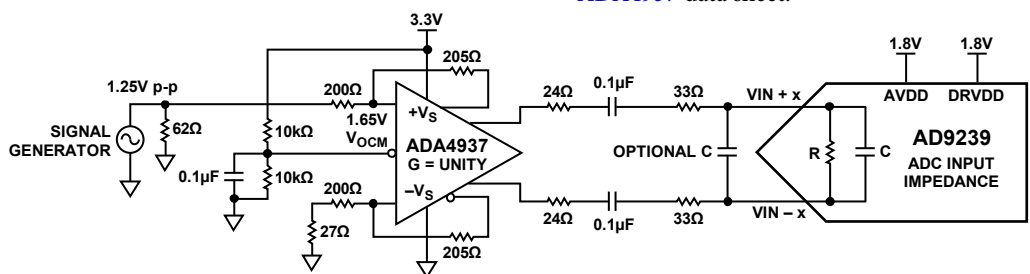 ADA4937 data sheet.
3.3V
205Ω
1.8V
1.8V
1.25V p-p
200Ω
0.1µF
24Ω
33Ω
VIN + x
AVDD
DRVDD
+VS
1.65V
VOCM
SIGNAL
GENERATOR
62Ω
10kΩ
ADA4937
G = UNITY
OPTIONAL C
R
C
AD9239
ADC INPUT
IMPEDANCE
0.1µF
10kΩ
–VS
200Ω
27Ω
205Ω
24Ω
0.1µF
33Ω
VIN – x